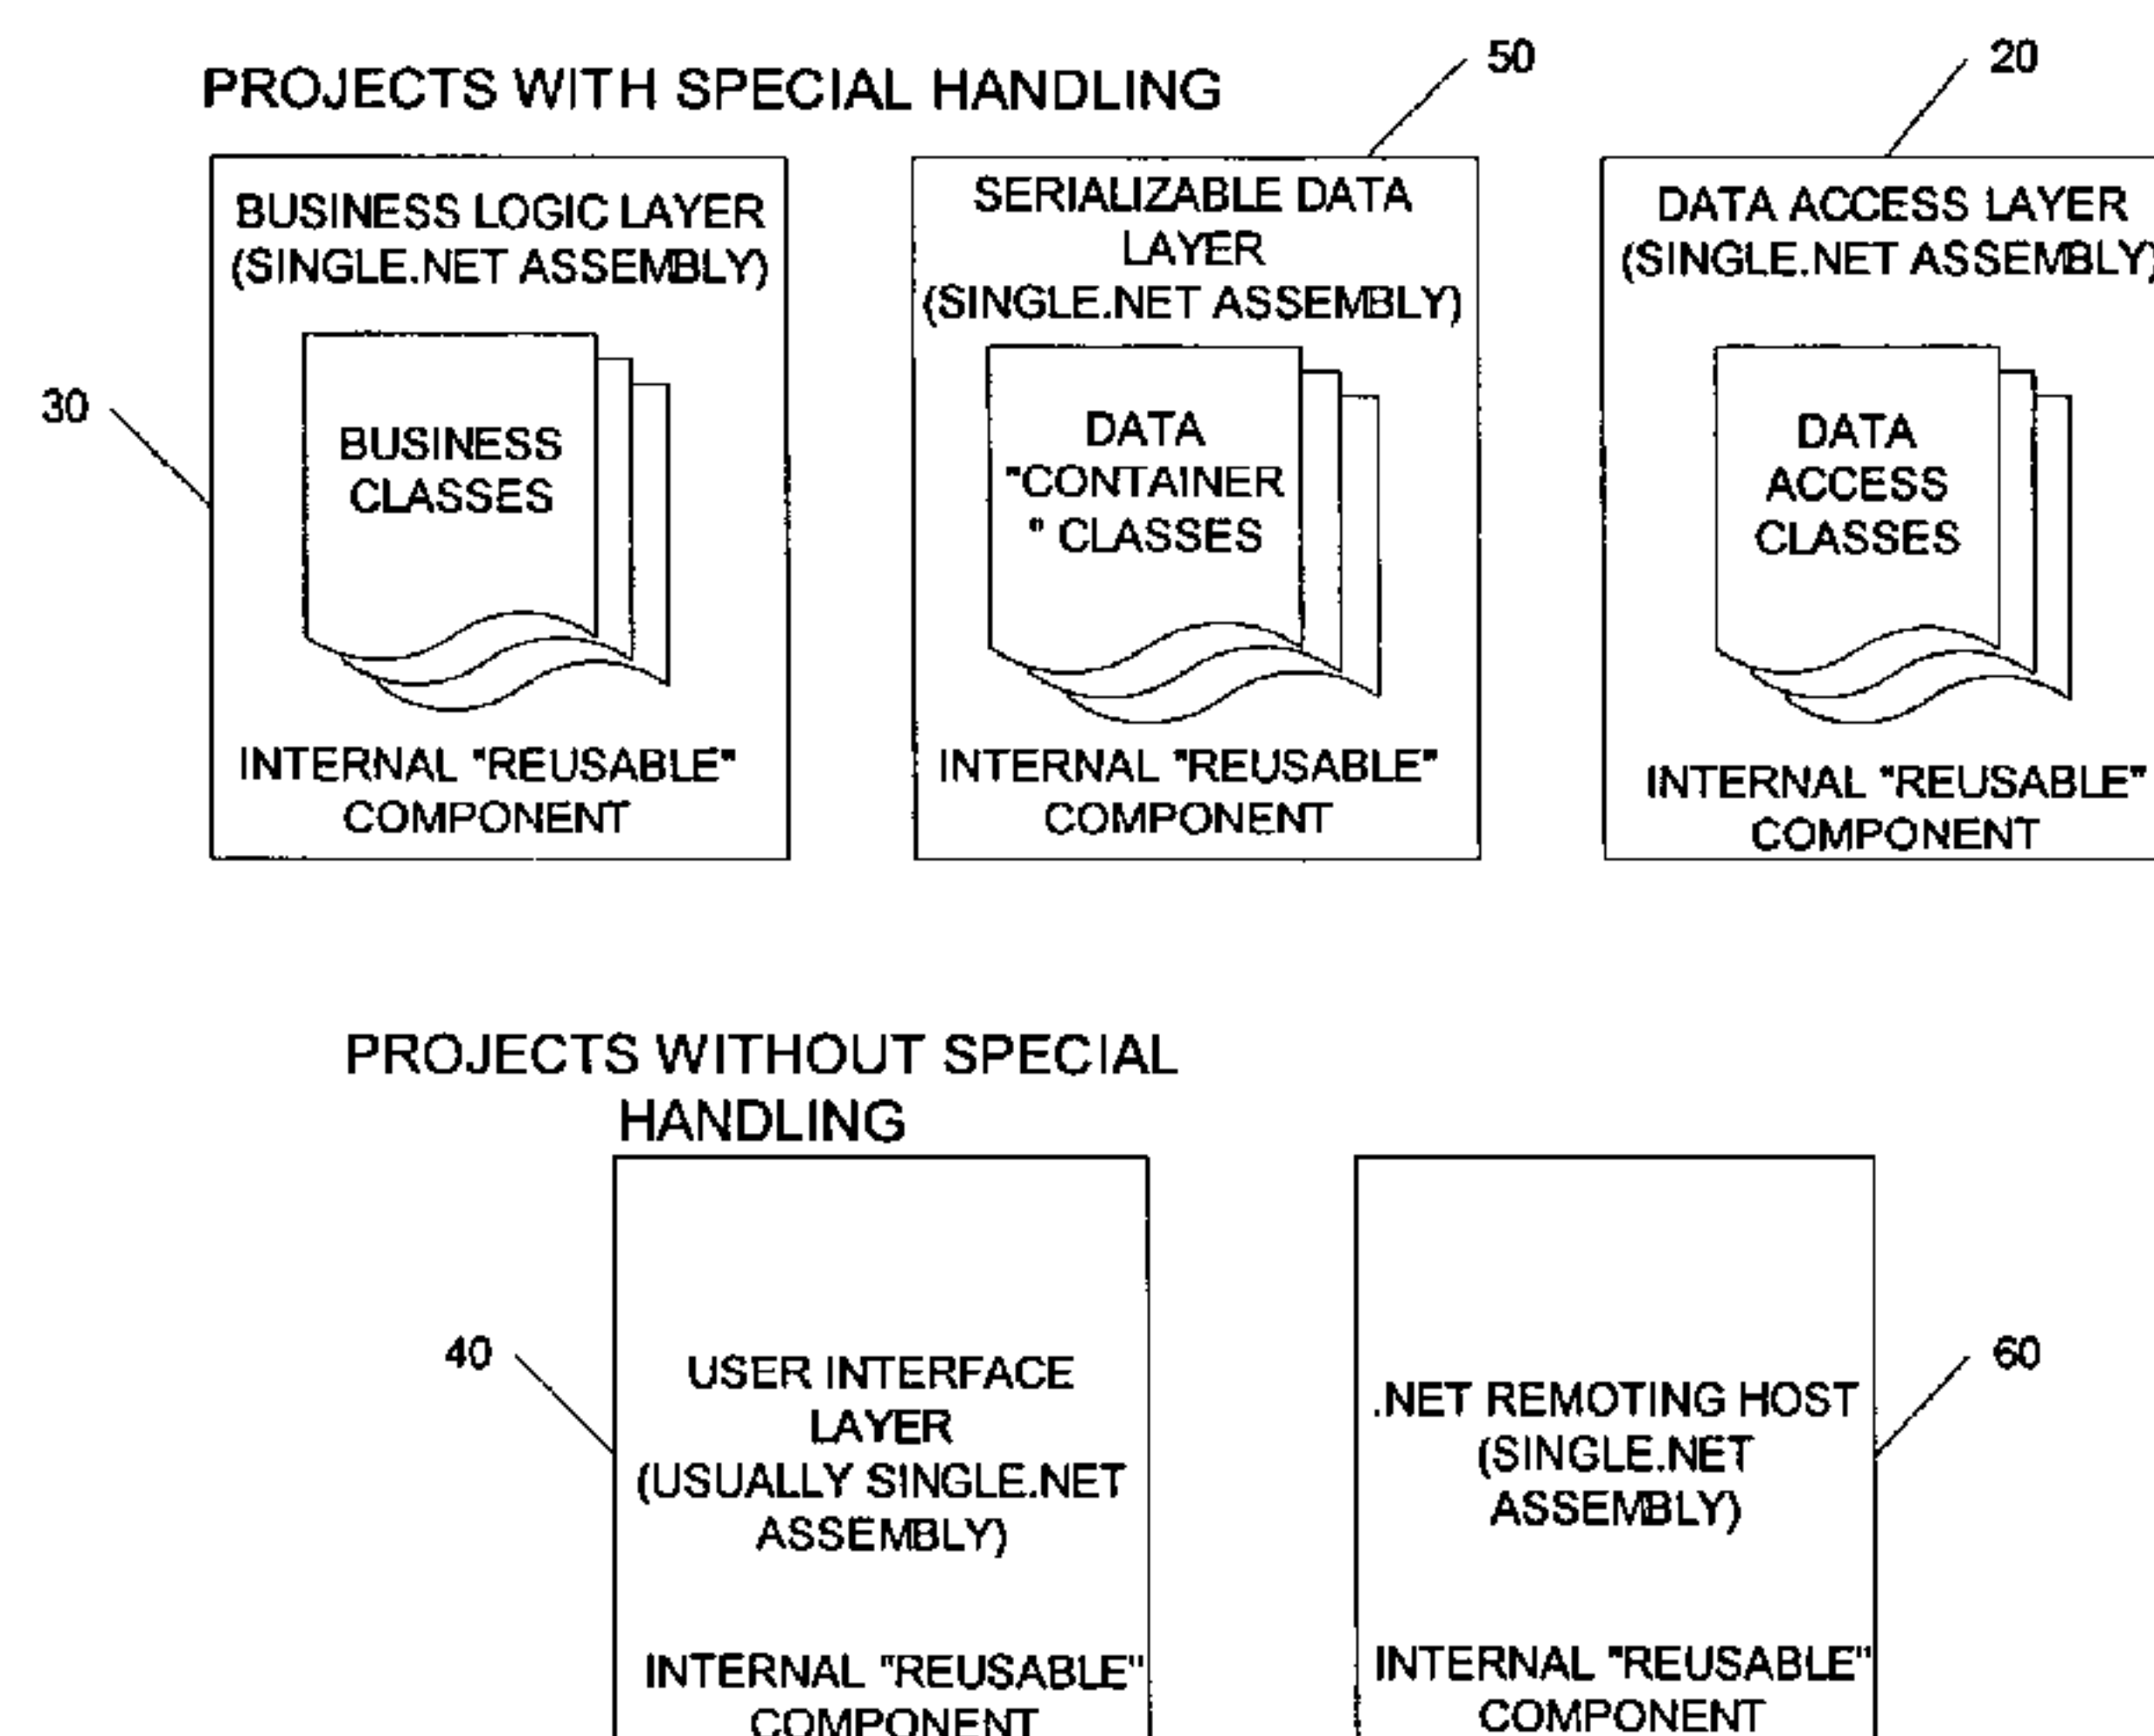 PROJECTS WITH SPECIAL HANDLING
50
20
30
BUSINESS LOGIC LAYER
(SINGLE.NET ASSEMBLY)
BUSINESS
CLASSES
INTERNAL "REUSABLE"
COMPONENT
SERIALIZABLE DATA
LAYER
(SINGLE.NET ASSEMBLY)
DATA
"CONTAINER
" CLASSES
INTERNAL "REUSABLE"
COMPONENT
DATA ACCESS LAYER
(SINGLE.NET ASSEMBLY)
DATA
ACCESS
CLASSES
INTERNAL "REUSABLE"
COMPONENT
PROJECTS WITHOUT SPECIAL
HANDLING
40
USER INTERFACE
LAYER
(USUALLY SINGLE.NET
ASSEMBLY)
INTERNAL "REUSABLE"
COMPONENT
60
.NET REMOTING HOST
(SINGLE.NET
ASSEMBLY)
INTERNAL "REUSABLE"
COMPONENT